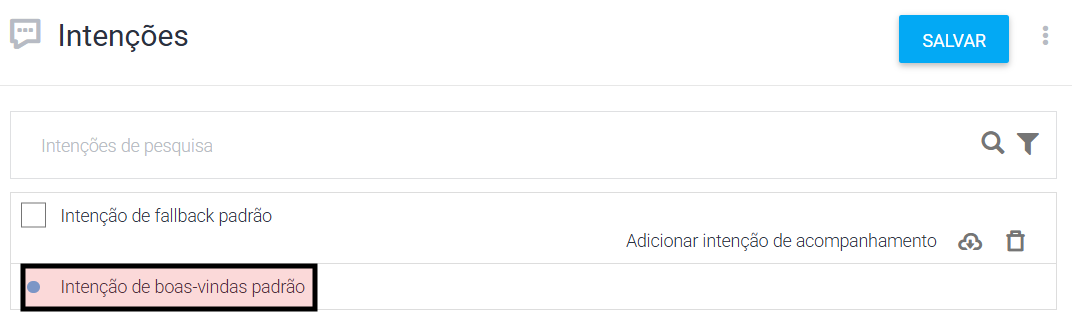 Intenções
SALVAR
Intenções de pesquisa
Intenção de fallback padrão
Adicionar intenção de acompanhamento
Intenção de boas-vindas padrão